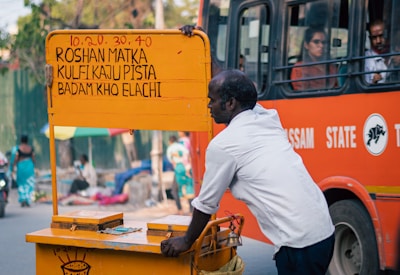 10. 20. 30. 40
ROSHAN MATKA
KULFI KAJU PISTA
BADAM KHO ELACHI
ASSAM STATE T